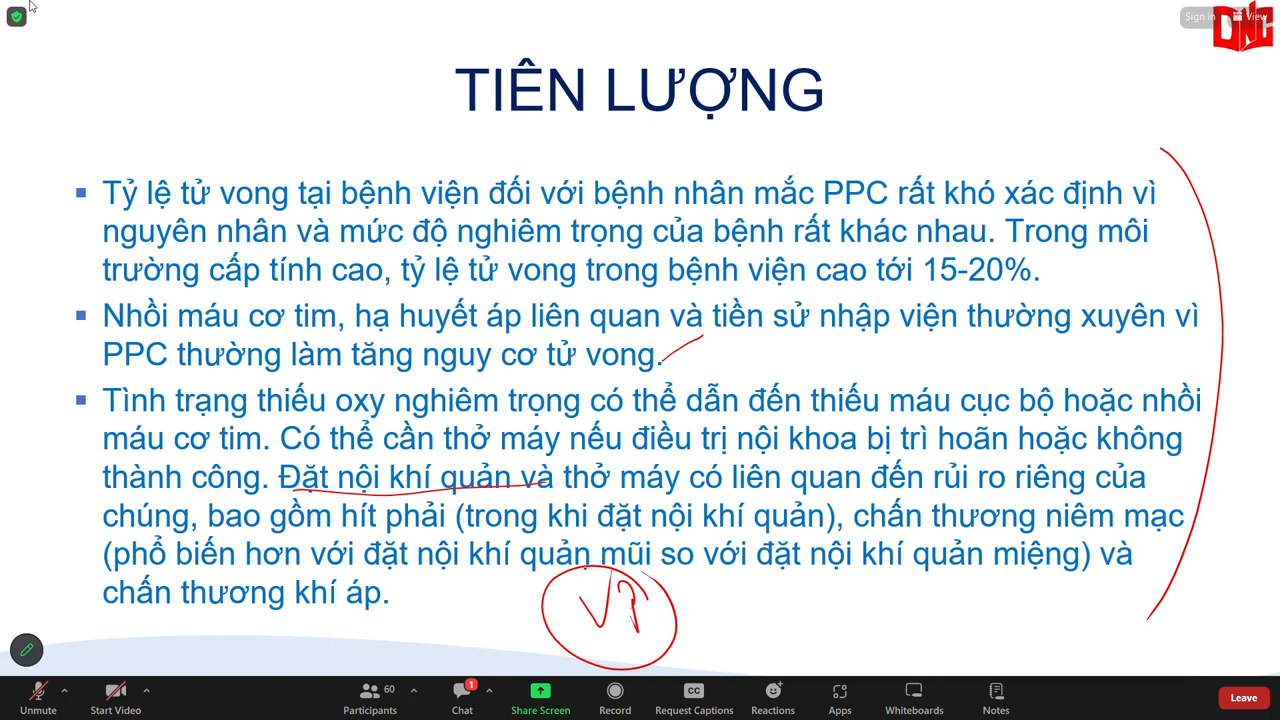 Sign in
View
DNG
TIÊN LƯỢNG
Tỷ lệ tử vong tại bệnh viện đối với bệnh nhân mắc PPC rất khó xác định vì
nguyên nhân và mức độ nghiêm trọng của bệnh rất khác nhau. Trong môi
trường cấp tính cao, tỷ lệ tử vong trong bệnh viện cao tới 15-20%.
Nhồi máu cơ tim, hạ huyết áp liên quan và tiền sử nhập viện thường xuyên vì
PPC thường làm tăng nguy cơ tử vong.
Tình trạng thiếu oxy nghiêm trọng có thể dẫn đến thiếu máu cục bộ hoặc nhồi
máu cơ tim. Có thể cần thở máy nếu điều trị nội khoa bị trì hoãn hoặc không
thành công. Đặt nội khí quản và thở máy có liên quan đến rủi ro riêng của
chúng, bao gồm hít phải (trong khi đặt nội khí quản), chấn thương niêm mạc
(phổ biến hơn với đặt nội khí quản mũi so với đặt nội khí quản miệng) và
chấn thương khí áp.
Unmute
Start Video
60
Participants
1
Chat
Share Screen
Record
CC
Request Captions
Reactions
Apps
Whiteboards
Notes
Leave